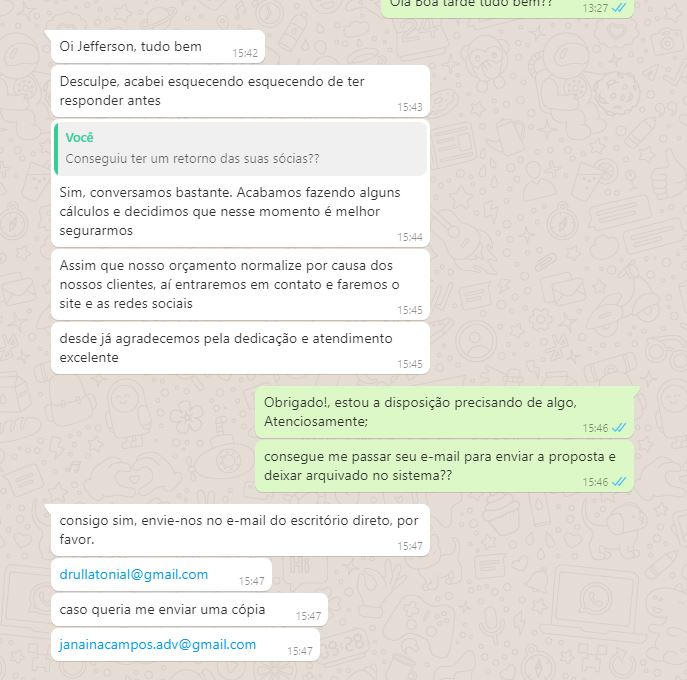 Olá Boa tarde tudo bem??
13:27
Oi Jefferson, tudo bem
15:42
Desculpe, acabei esquecendo esquecendo de ter
responder antes
15:43
Você
Conseguiu ter um retorno das suas sócias??
Sim, conversamos bastante. Acabamos fazendo alguns
cálculos e decidimos que nesse momento é melhor
segurarmos
15:44
Assim que nosso orçamento normalize por causa dos
nossos clientes, aí entraremos em contato e faremos o
site e as redes sociais
15:45
desde já agradecemos pela dedicação e atendimento
excelente
15:45
Obrigado!, estou a disposição precisando de algo,
Atenciosamente;
15:46
consegue me passar seu e-mail para enviar a proposta e
deixar arquivado no sistema??
15:46
consigo sim, envie-nos no e-mail do escritório direto, por
favor.
15:47
drullatonial@gmail.com
15:47
caso queria me enviar uma cópia
15:47
janainacampos.adv@gmail.com
15:47